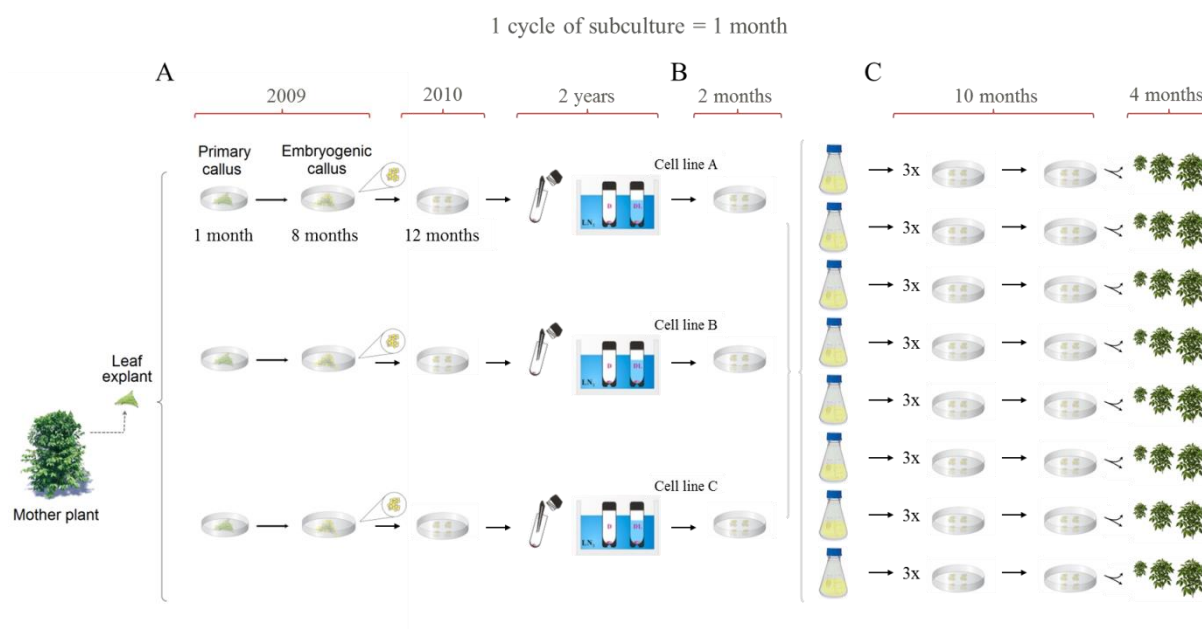 1 cycle of subculture = 1 month
A
B
C
2009
2010
2 years
2 months
10 months
4 months
Primary
callus
Embryogenic
callus
1 month
8 months
12 months
Cell line A
D
DL
LN₂
Cell line B
D
DL
LN₂
Cell line C
D
DL
LN₂
Leaf
explant
Mother plant
3x
3x
3x
3x
3x
3x
3x
3x